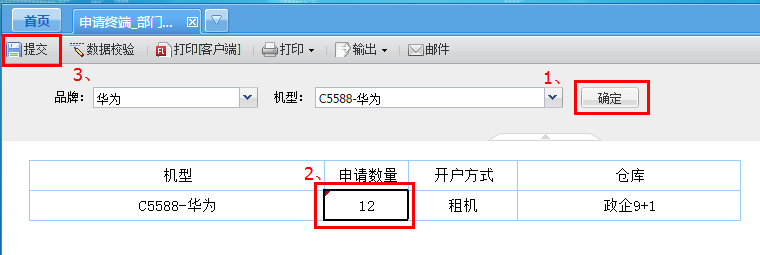 首页 申请终端_部门...
提交 数据校验 打印[客户端] 打印 输出 邮件
3、 1、
品牌: 华为 机型: C5588-华为 确定
2、
机型 申请数量 开户方式 仓库
C5588-华为 12 租机 政企9+1